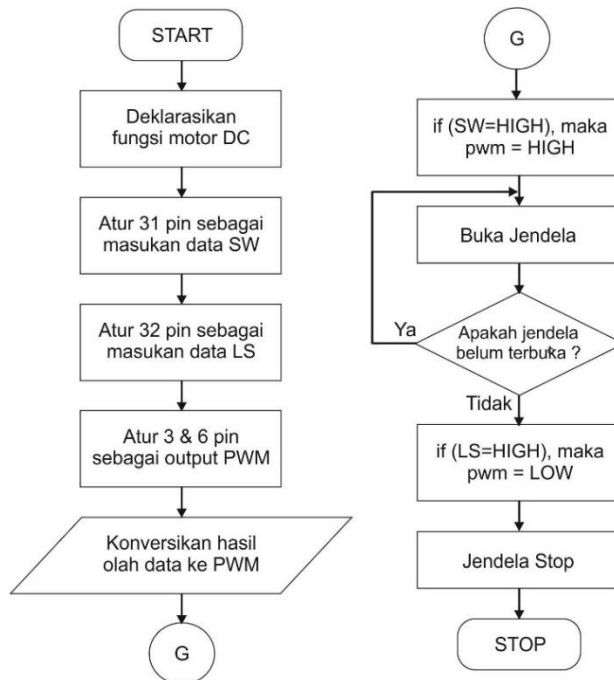 START
Deklarasikan
fungsi motor DC
Atur 31 pin sebagai
masukan data SW
Atur 32 pin sebagai
masukan data LS
Atur 3 & 6 pin
sebagai output PWM
Konversikan hasil
olah data ke PWM
G
G
if (SW=HIGH), maka
pwm = HIGH
Buka Jendela
Ya
Apakah jendela
belum terbuka ?
Tidak
if (LS=HIGH), maka
pwm = LOW
Jendela Stop
STOP